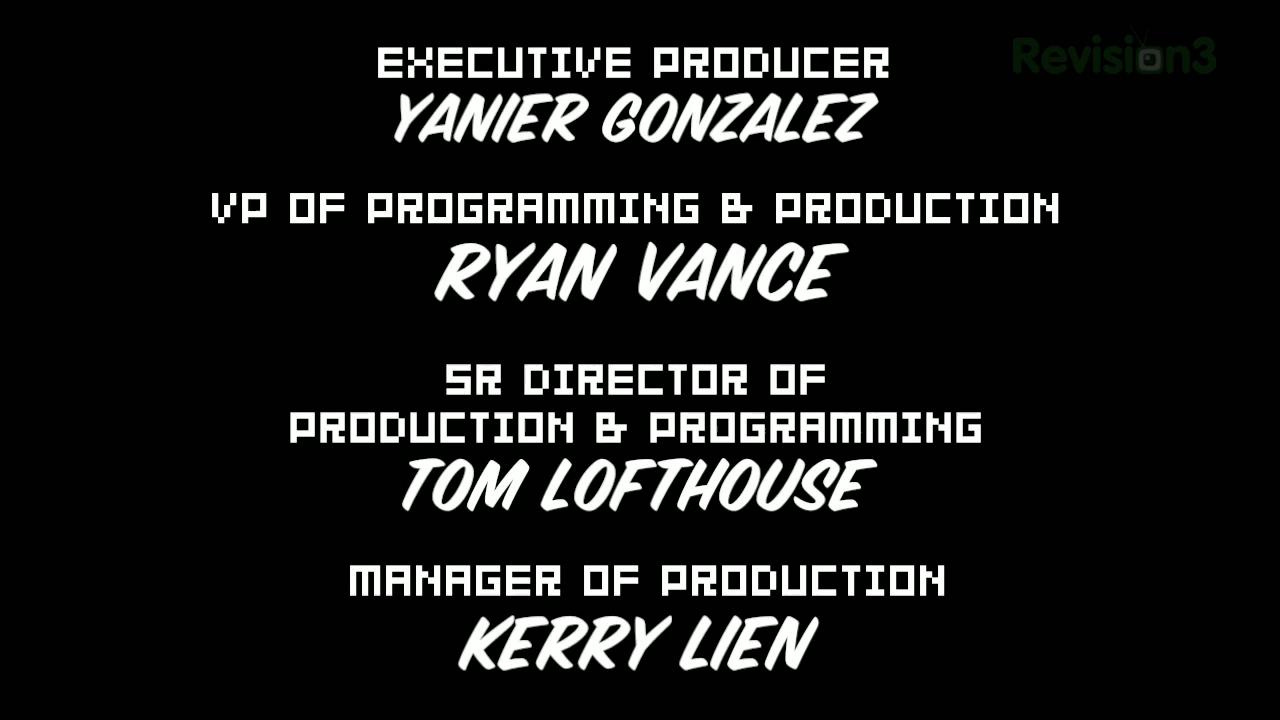 Revision3
EXECUTIVE PRODUCER
YANIER GONZALEZ
VP OF PROGRAMMING & PRODUCTION
RYAN VANCE
SR DIRECTOR OF
PRODUCTION & PROGRAMMING
TOM LOFTHOUSE
MANAGER OF PRODUCTION
KERRY LIEN